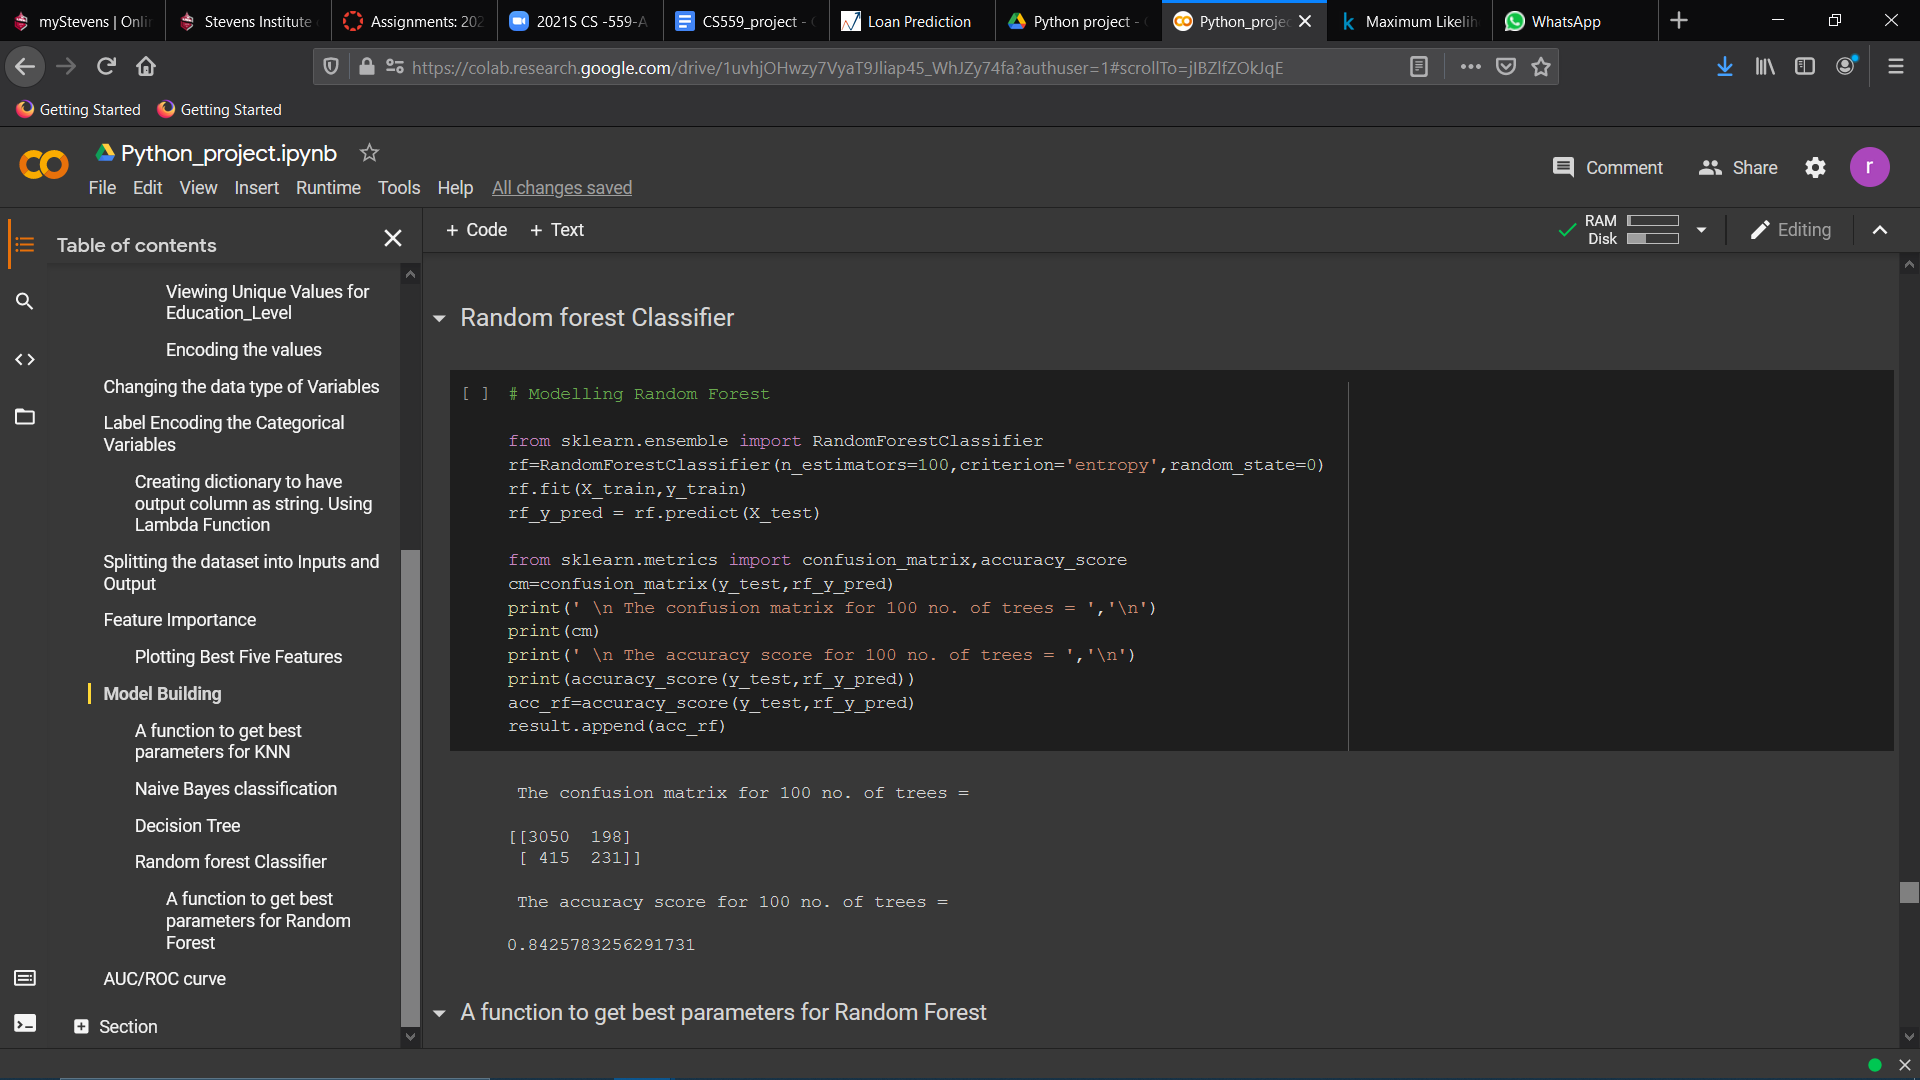 myStevens | Onli
Stevens Institute
Assignments: 202
2021S CS -559-A
CS559_project -
Loan Prediction
Python project -
Python_proje
Maximum Likelih
WhatsApp
https://colab.research.google.com/drive/1uvhjOHwzy7VyaT9Jliap45_WhJZy74fa?authuser=1#scrollTo=jIBZlfZOkJqE
Getting Started
Getting Started
Python_project.ipynb
File Edit View Insert Runtime Tools Help All changes saved
Comment
Share
r
Table of contents
+ Code + Text
RAM
Disk
Editing
Viewing Unique Values for
Education_Level
Encoding the values
Changing the data type of Variables
Label Encoding the Categorical
Variables
Creating dictionary to have
output column as string. Using
Lambda Function
Splitting the dataset into Inputs and
Output
Feature Importance
Plotting Best Five Features
Model Building
A function to get best
parameters for KNN
Naive Bayes classification
Decision Tree
Random forest Classifier
A function to get best
parameters for Random
Forest
AUC/ROC curve
Section
Random forest Classifier
[ ] # Modelling Random Forest
from sklearn.ensemble import RandomForestClassifier
rf=RandomForestClassifier(n_estimators=100,criterion='entropy',random_state=0)
rf.fit(X_train,y_train)
rf_y_pred = rf.predict(X_test)
from sklearn.metrics import confusion_matrix,accuracy_score
cm=confusion_matrix(y_test,rf_y_pred)
print(' \n The confusion matrix for 100 no. of trees = ','\n')
print(cm)
print(' \n The accuracy score for 100 no. of trees = ','\n')
print(accuracy_score(y_test,rf_y_pred))
acc_rf=accuracy_score(y_test,rf_y_pred)
result.append(acc_rf)
The confusion matrix for 100 no. of trees =
[[3050 198]
[ 415 231]]
The accuracy score for 100 no. of trees =
0.8425783256291731
A function to get best parameters for Random Forest